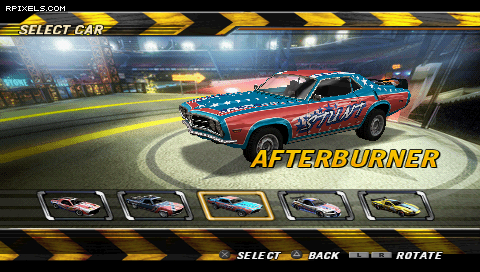 RPIXELS.COM
SELECT CAR
STUNT
AFTERBURNER
SELECT BACK L R ROTATE